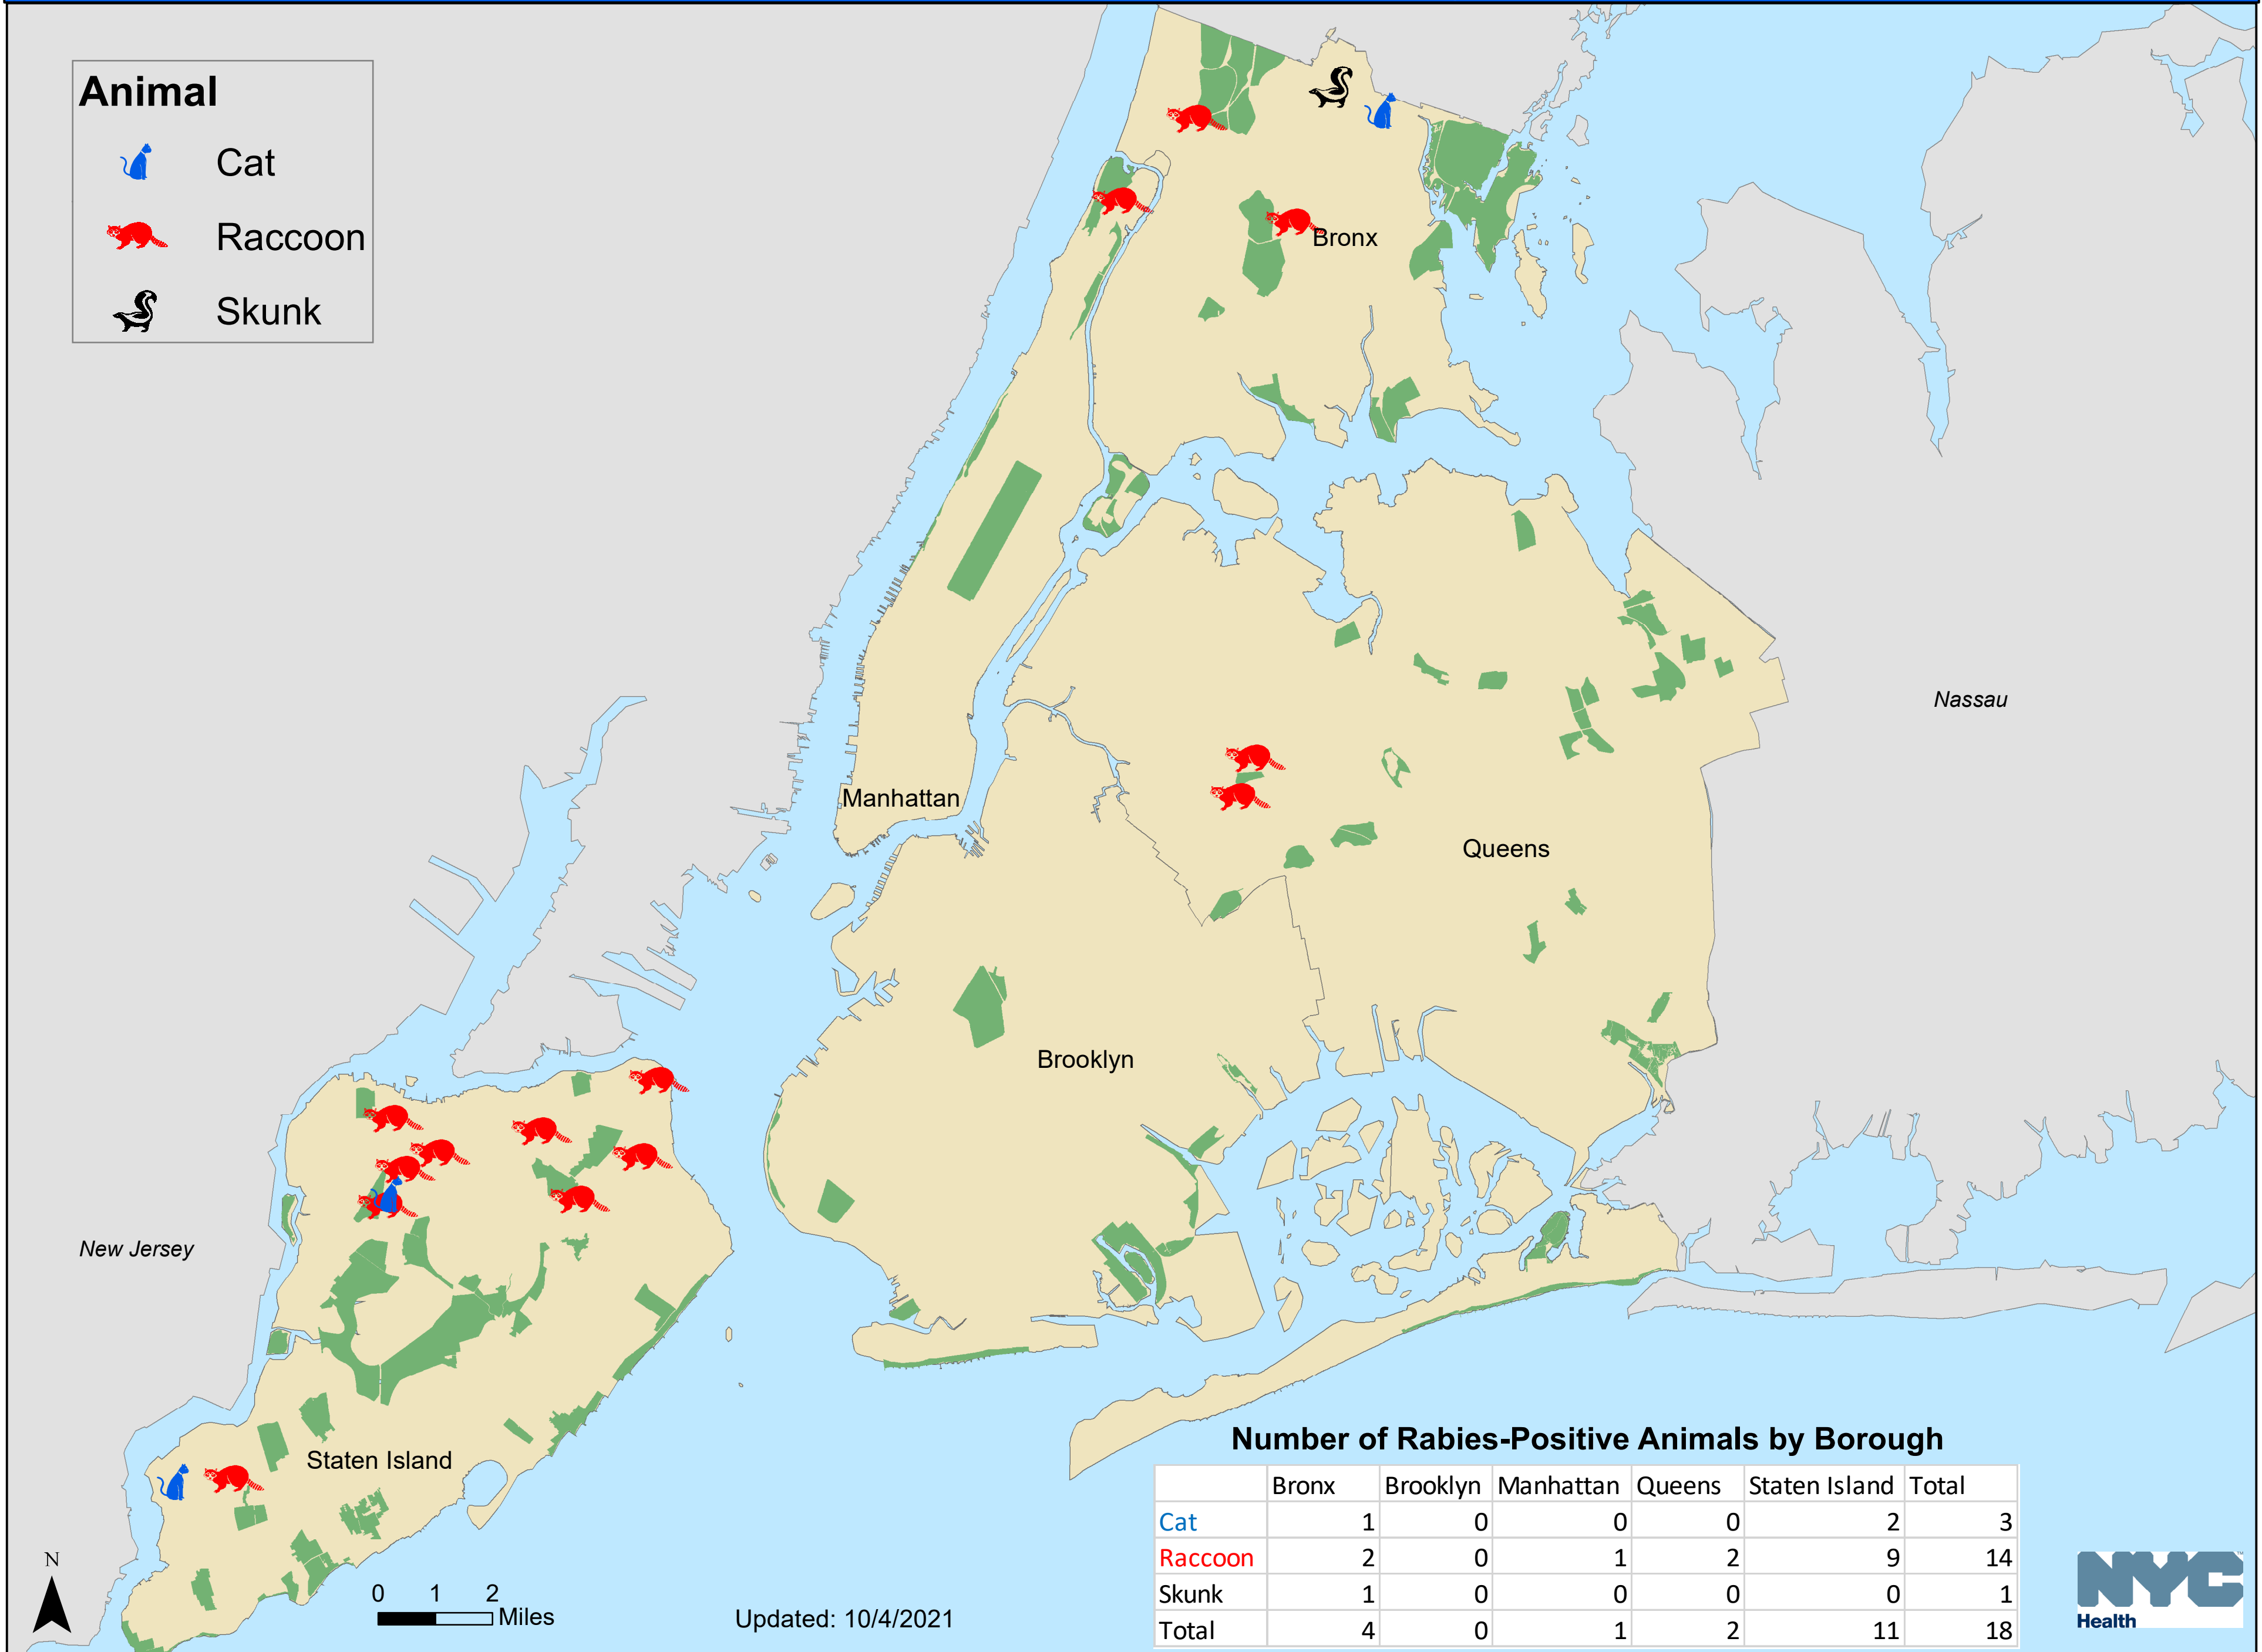 Animal
Cat
Raccoon
Skunk
Bronx
Manhattan
Queens
Brooklyn
Staten Island
Nassau
New Jersey
N
0 1 2
Miles
Updated: 10/4/2021
Number of Rabies-Positive Animals by Borough
Bronx Brooklyn Manhattan Queens Staten Island Total
Cat 1 0 0 0 2 3
Raccoon 2 0 1 2 9 14
Skunk 1 0 0 0 0 1
Total 4 0 1 2 11 18
NYC
Health